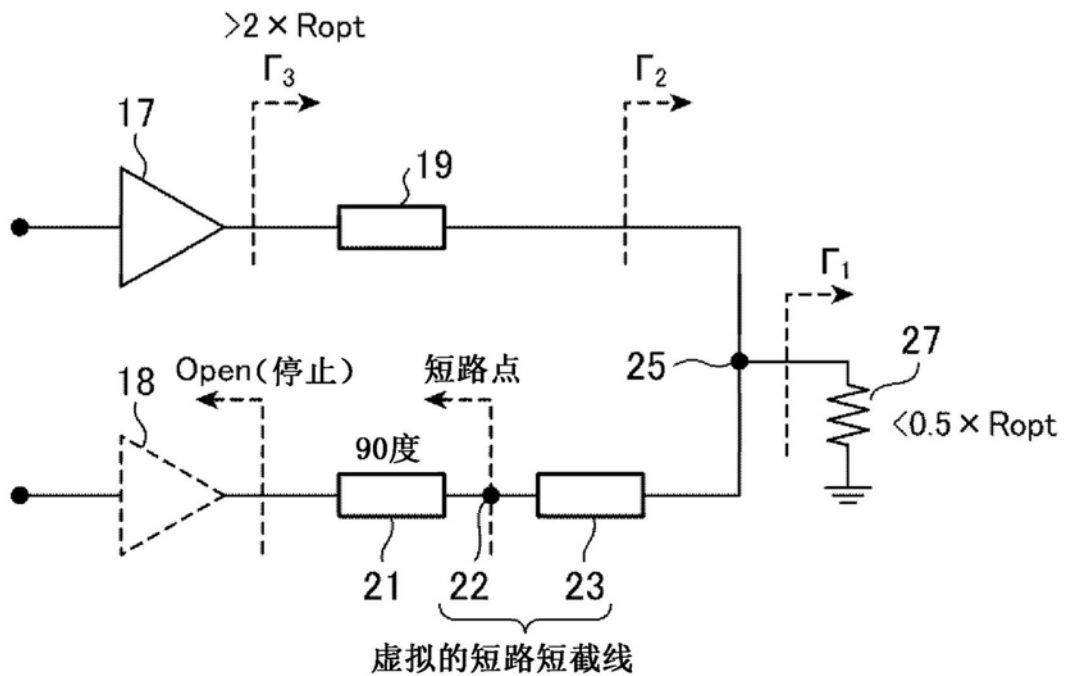 >2×Ropt
Γ3
Γ2
17
19
Γ1
25
27
<0.5×Ropt
18
Open(停止)
短路点
90度
21
22
23
虚拟的短路短截线